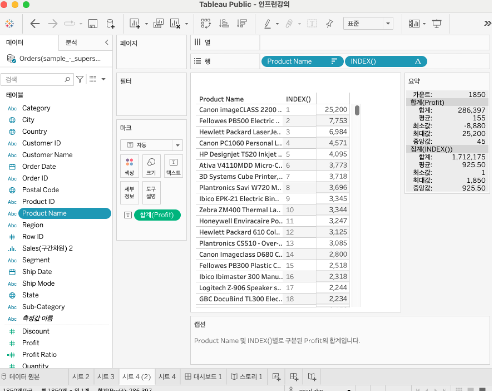 Tableau Public - 인프런강의
표준
데이터
분석
Orders(sample_-_supers...
검색
테이블
Category
City
Country
Customer ID
Customer Name
Order Date
Order ID
Postal Code
Product ID
Product Name
Region
Row ID
Sales(구간차원) 2
Segment
Ship Date
Ship Mode
State
Sub-Category
측정값 이름
Discount
Profit
Profit Ratio
Quantity
페이지
필터
마크
자동
색상
크기
텍스트
세부 정보
도구 설명
합계(Profit)
열
행
Product Name
INDEX()
Product Name INDEX()
Canon imageCLASS 2200 .. 1 25,200
Fellowes PB500 Electric .. 2 7,753
Hewlett Packard LaserJe.. 3 6,984
Canon PC1060 Personal L.. 4 4,571
HP Designjet T520 Inkjet .. 5 4,095
Ativa V4110MDD Micro-C.. 6 3,773
3D Systems Cube Printer,.. 7 3,718
Plantronics Savi W720 M.. 8 3,696
Ibico EPK-21 Electric Bin.. 9 3,345
Zebra ZM400 Thermal La.. 10 3,344
Honeywell Enviracaire Po.. 11 3,247
Hewlett Packard 610 Col.. 12 3,125
Plantronics CS510 - Over-.. 13 3,085
Canon Imageclass D680 C.. 14 2,800
Fellowes PB300 Plastic C.. 15 2,518
Ibico Ibimaster 300 Manu.. 16 2,318
Logitech Z-906 Speaker s.. 17 2,244
GBC DocuBind TL300 Elec.. 18 2,234
요약
카운트: 1850
합계(Profit)
합계: 286,397
평균: 155
최소값: -8,880
최대값: 25,200
중앙값: 45
집계(INDEX())
합계: 1,712,175
평균: 925.50
최소값: 1
최대값: 1,850
중앙값: 925.50
캡션
Product Name 및 INDEX()별로 구분된 Profit의 합계입니다.
데이터 원본
시트 2
시트 3
시트 4 (2)
시트 4
대시보드 1
스토리 1